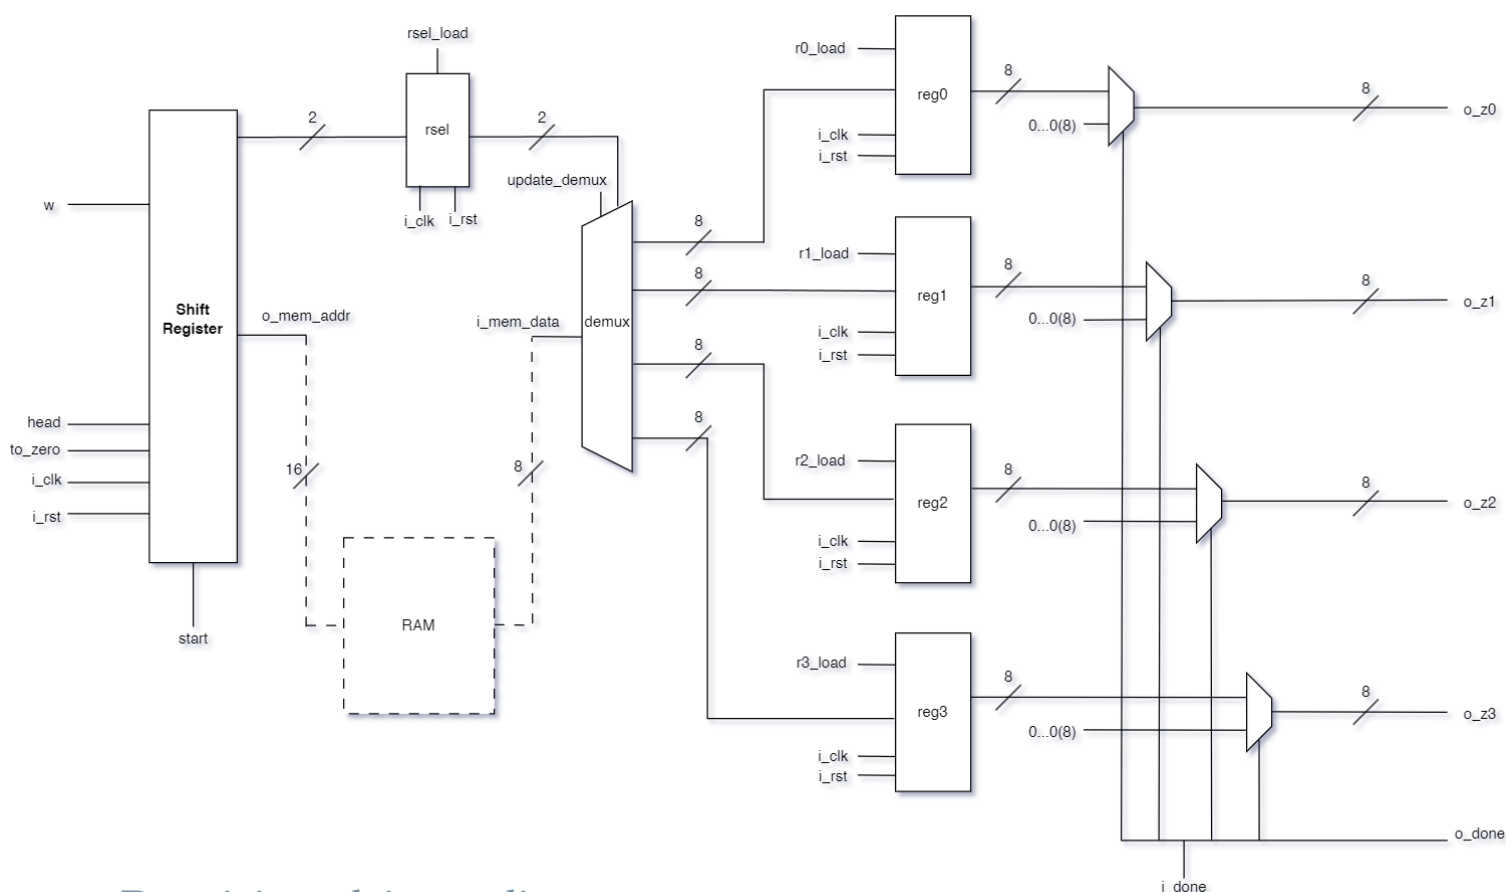 rsel_load
r0_load
8
8
2
2
reg0
o_z0
rsel
0...0(8)
i_clk
i_rst
update_demux
w
i_clk
i_rst
8
r1_load
8
8
8
reg1
o_z1
Shift
Register
o_mem_addr
i_mem_data
demux
0...0(8)
i_clk
i_rst
8
head
8
to_zero
r2_load
16
8
8
8
i_clk
reg2
o_z2
i_rst
0...0(8)
i_clk
i_rst
RAM
start
r3_load
8
8
reg3
o_z3
0...0(8)
i_clk
i_rst
o_done
i_done